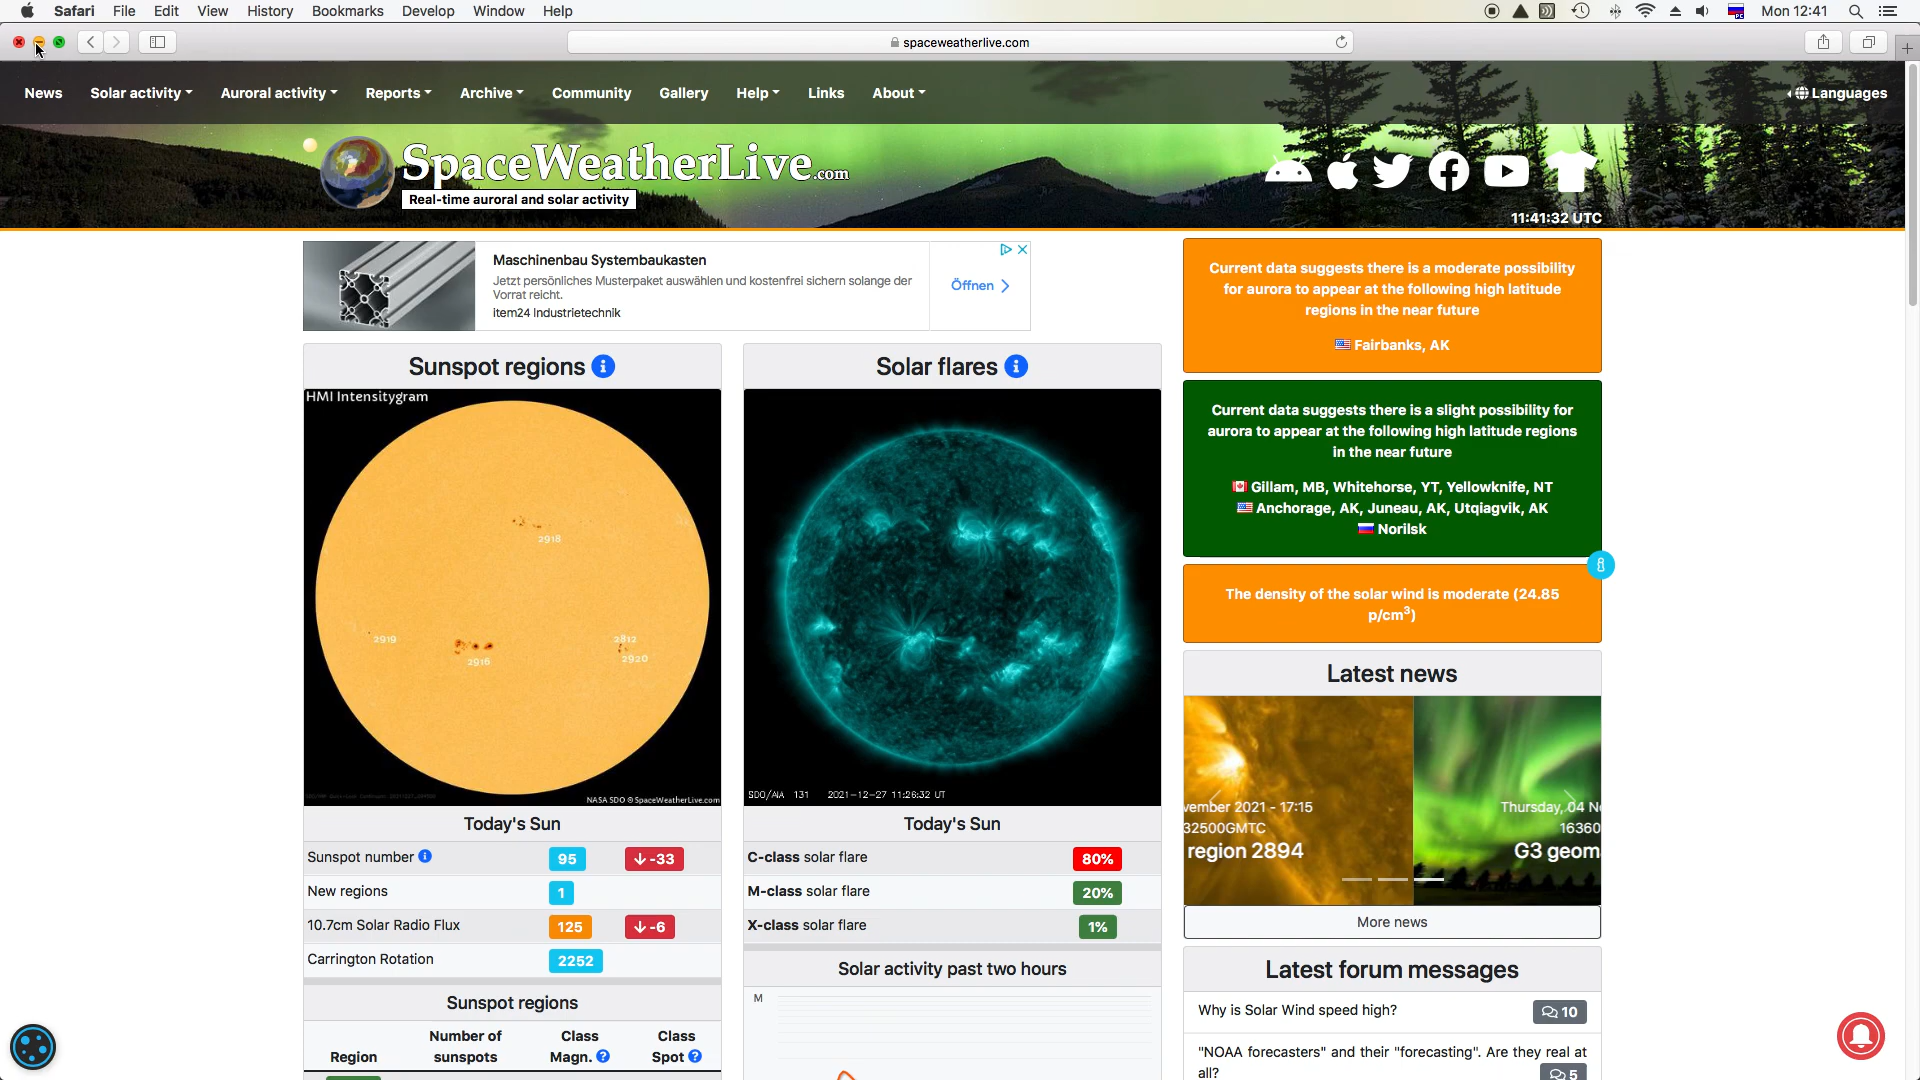 Safari File Edit View History Bookmarks Develop Window Help
Mon 12:41
spaceweatherlive.com
News Solar activity Auroral activity Reports Archive Community Gallery Help Links About
Languages
SpaceWeatherLive.com
Real-time auroral and solar activity
11:41:32 UTC
Maschinenbau Systembaukasten
Jetzt persönliches Musterpaket auswählen und kostenfrei sichern solange der
Vorrat reicht.
item24 Industrietechnik
Öffnen
Sunspot regions
HMI Intensitygram
2918
2919
2916
2812
2920
NASA SDO © SpaceWeatherLive.com
Today's Sun
Sunspot number 95 -33
New regions 1
10.7cm Solar Radio Flux 125 -6
Carrington Rotation 2252
Sunspot regions
Region
Number of
sunspots
Class
Magn.
Class
Spot
Solar flares
SDO/AIA 131 2021-12-27 11:26:32 UT
Today's Sun
C-class solar flare 80%
M-class solar flare 20%
X-class solar flare 1%
Solar activity past two hours
M
Current data suggests there is a moderate possibility
for aurora to appear at the following high latitude
regions in the near future
Fairbanks, AK
Current data suggests there is a slight possibility for
aurora to appear at the following high latitude regions
in the near future
Gillam, MB, Whitehorse, YT, Yellowknife, NT
Anchorage, AK, Juneau, AK, Utqiagvik, AK
Norilsk
The density of the solar wind is moderate (24.85
p/cm³)
Latest news
vember 2021 - 17:15
32500GMTC
region 2894
Thursday, 04 N
16360
G3 geom
More news
Latest forum messages
Why is Solar Wind speed high? 10
"NOAA forecasters" and their "forecasting". Are they real at
all? 5